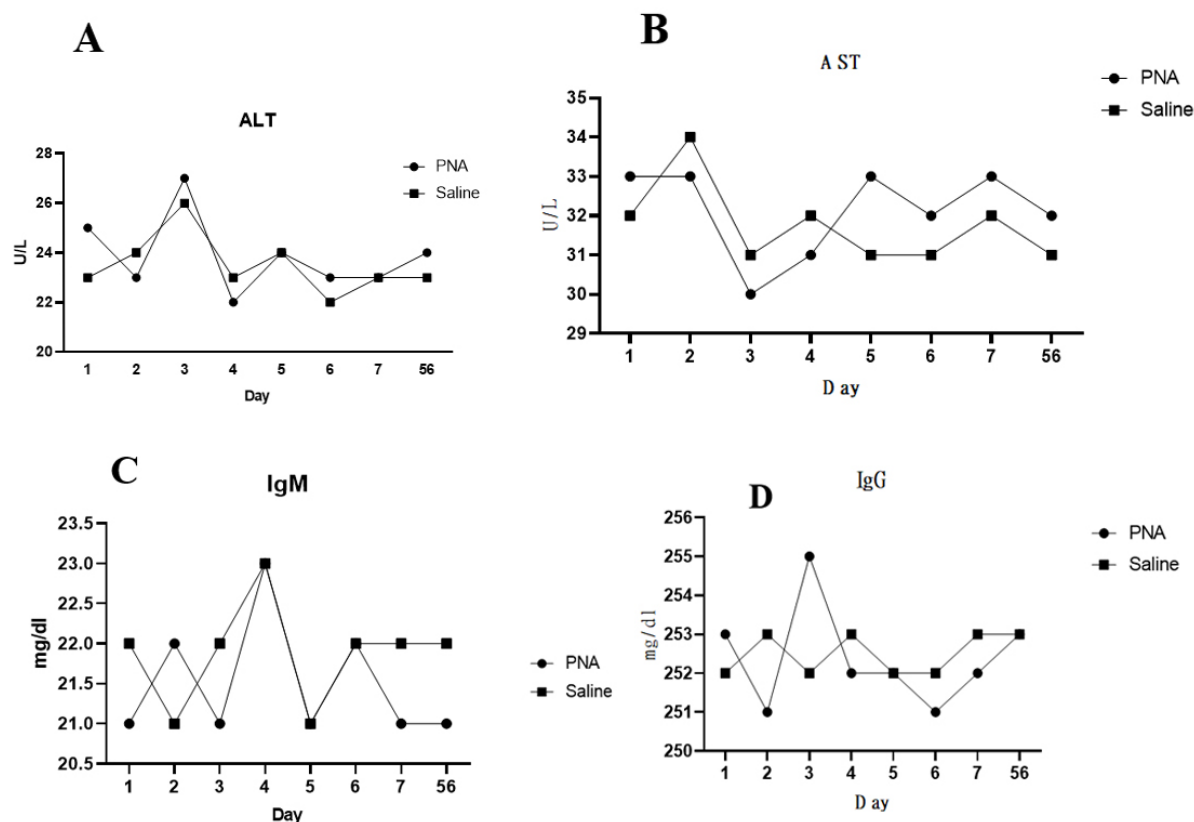 A
ALT
U/L
28
26
24
22
20
1 2 3 4 5 6 7 56
Day
PNA
Saline
B
A ST
U/L
35
34
33
32
31
30
29
1 2 3 4 5 6 7 56
D ay
PNA
Saline
C
IgM
mg/dl
23.5
23.0
22.5
22.0
21.5
21.0
20.5
1 2 3 4 5 6 7 56
Day
PNA
Saline
D
IgG
mg/dl
256
255
254
253
252
251
250
1 2 3 4 5 6 7 56
D ay
PNA
Saline